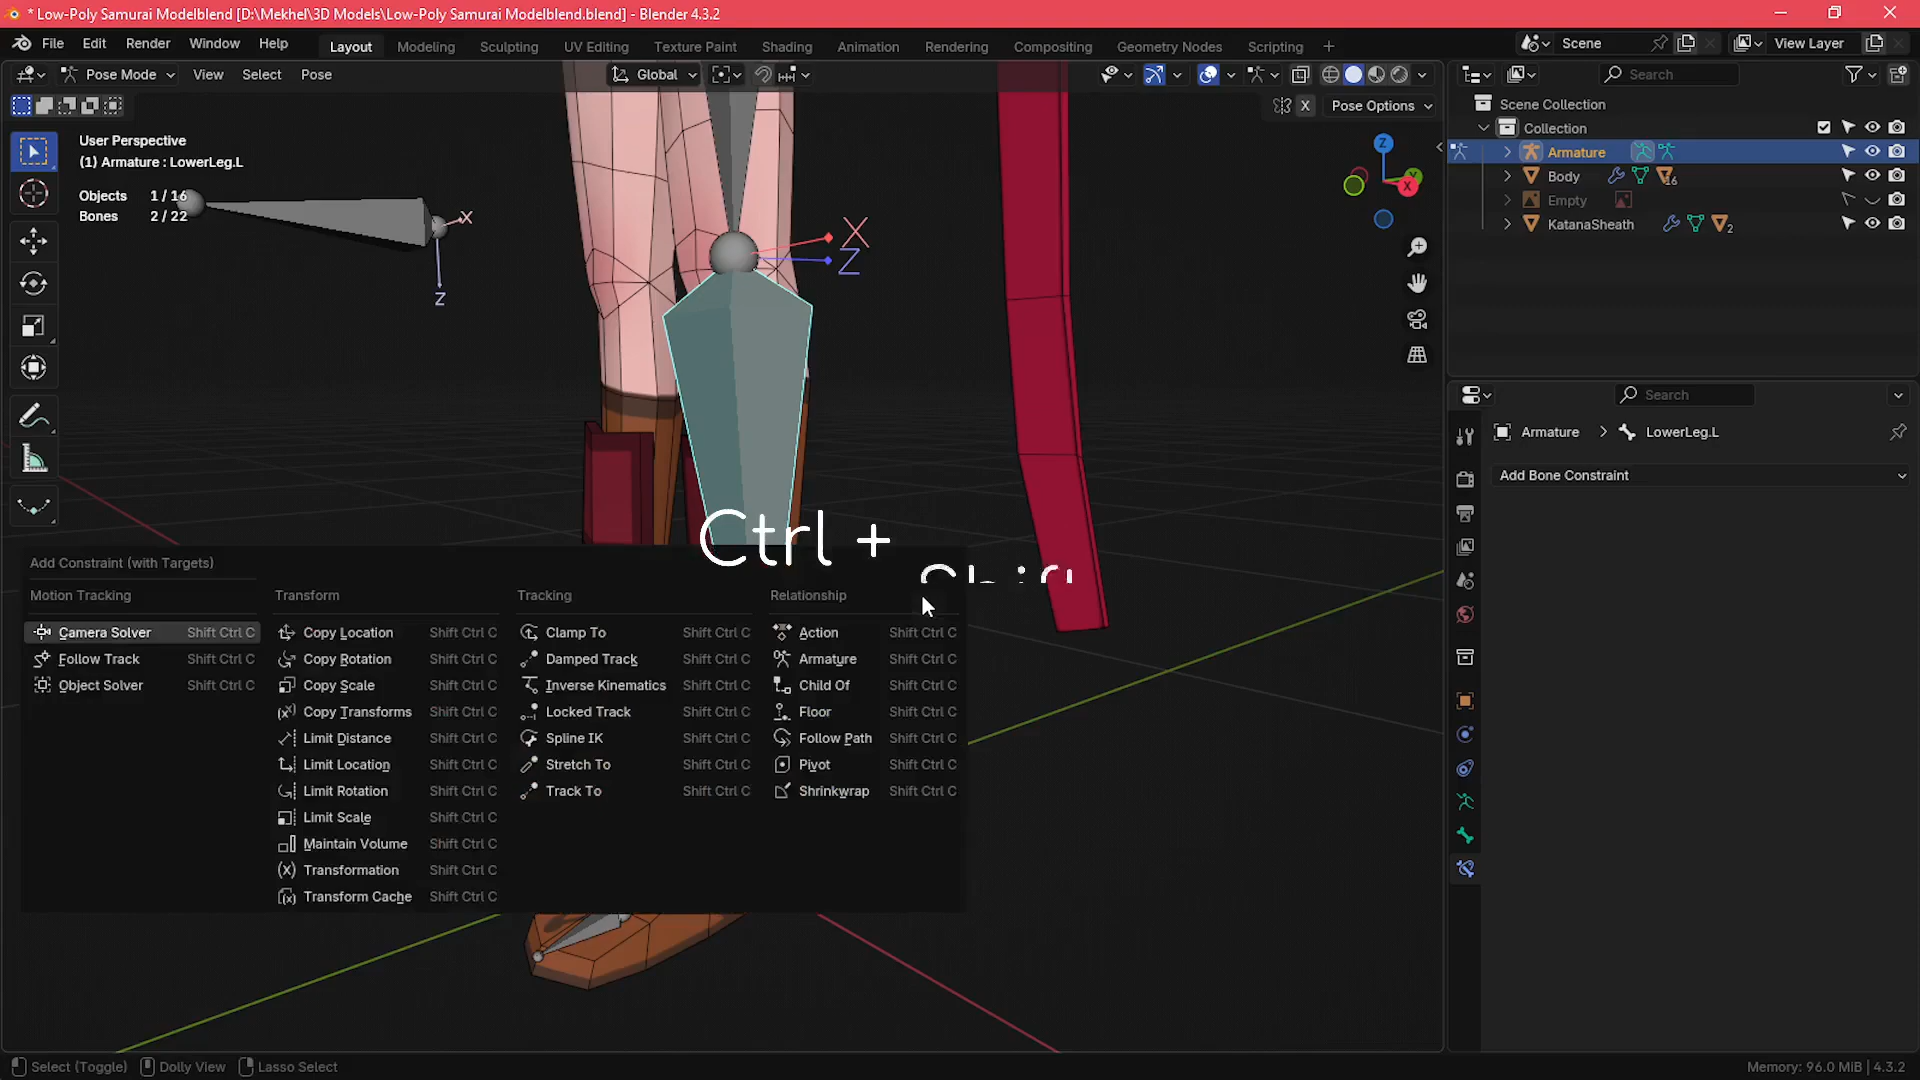 * Low-Poly Samurai Modelblend [D:\Mekhel\3D Models\Low-Poly Samurai Modelblend.blend] - Blender 4.3.2
File Edit Render Window Help Layout Modeling Sculpting UV Editing Texture Paint Shading Animation Rendering Compositing Geometry Nodes Scripting + Scene View Layer
Pose Mode View Select Pose Global Search
X Pose Options
User Perspective
(1) Armature : LowerLeg.L
Objects 1 / 16
Bones 2 / 22
X
Z
X
Z
Z
X
Scene Collection
Collection
Armature
Body 16
Empty
KatanaSheath 2
Search
Armature > LowerLeg.L
Add Bone Constraint
Ctrl +
Add Constraint (with Targets)
Motion Tracking Transform Tracking Relationship
Camera Solver Shift Ctrl C Copy Location Shift Ctrl C Clamp To Shift Ctrl C Action Shift Ctrl C
Follow Track Shift Ctrl C Copy Rotation Shift Ctrl C Damped Track Shift Ctrl C Armature Shift Ctrl C
Object Solver Shift Ctrl C Copy Scale Shift Ctrl C Inverse Kinematics Shift Ctrl C Child Of Shift Ctrl C
Copy Transforms Shift Ctrl C Locked Track Shift Ctrl C Floor Shift Ctrl C
Limit Distance Shift Ctrl C Spline IK Shift Ctrl C Follow Path Shift Ctrl C
Limit Location Shift Ctrl C Stretch To Shift Ctrl C Pivot Shift Ctrl C
Limit Rotation Shift Ctrl C Track To Shift Ctrl C Shrinkwrap Shift Ctrl C
Limit Scale Shift Ctrl C
Maintain Volume Shift Ctrl C
Transformation Shift Ctrl C
Transform Cache Shift Ctrl C
Select (Toggle) Dolly View Lasso Select Memory: 96.0 MiB | 4.3.2